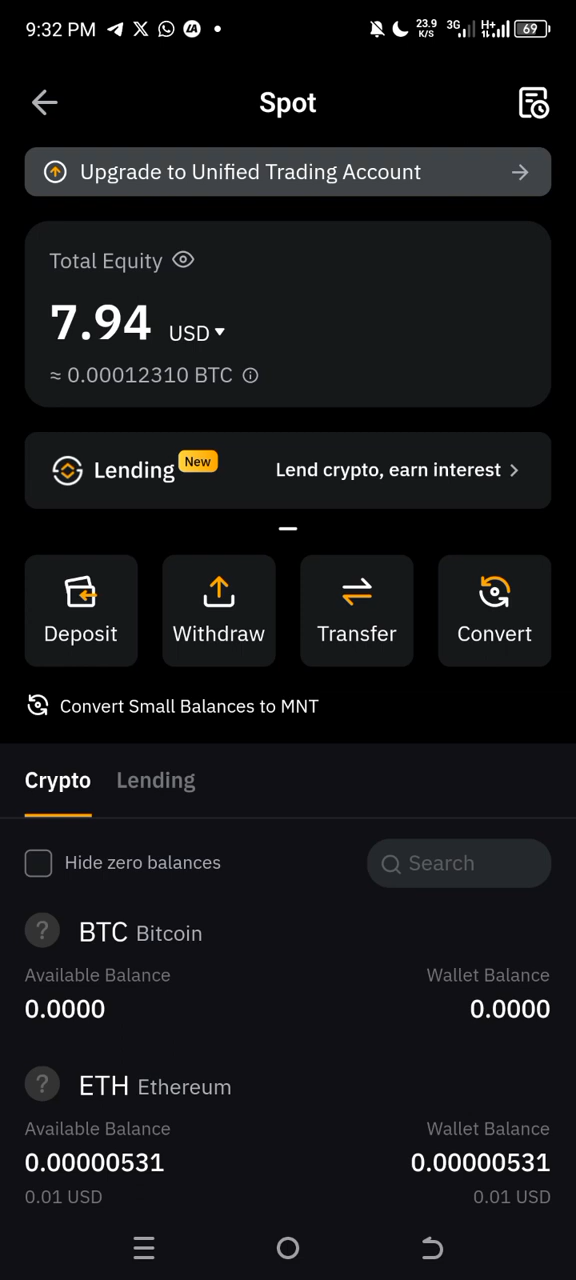 9:32 PM 23.9 K/S 3G H+ 69
Spot
Upgrade to Unified Trading Account
Total Equity
7.94 USD
≈ 0.00012310 BTC
Lending New Lend crypto, earn interest
Deposit Withdraw Transfer Convert
Convert Small Balances to MNT
Crypto Lending
Hide zero balances Search
? BTC Bitcoin
Available Balance Wallet Balance
0.0000 0.0000
? ETH Ethereum
Available Balance Wallet Balance
0.00000531 0.00000531
0.01 USD 0.01 USD